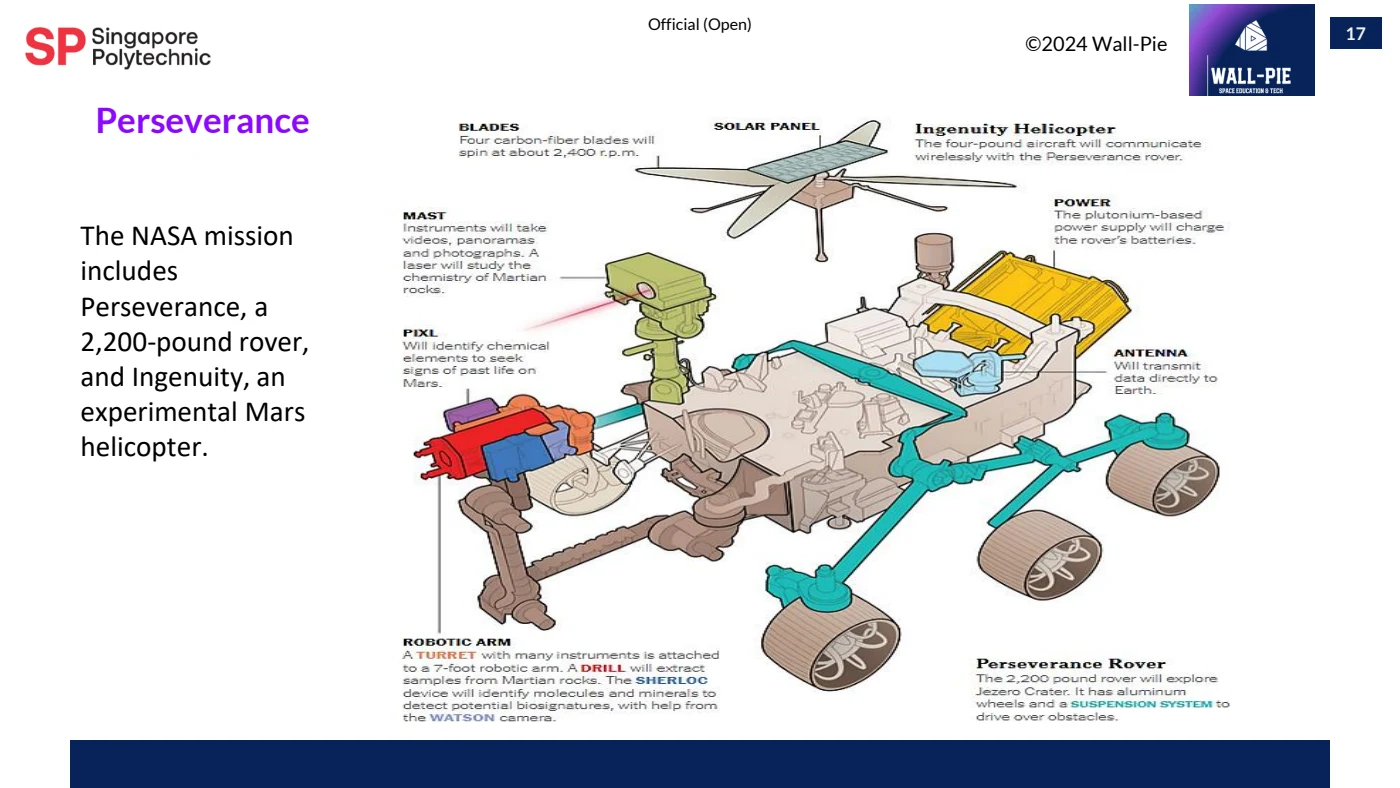 SP Singapore
Polytechnic
Official (Open)
©2024 Wall-Pie
WALL-PIE
SPACE EDUCATION & TECH
17
Perseverance
The NASA mission
includes
Perseverance, a
2,200-pound rover,
and Ingenuity, an
experimental Mars
helicopter.
BLADES
Four carbon-fiber blades will
spin at about 2,400 r.p.m.
SOLAR PANEL
Ingenuity Helicopter
The four-pound aircraft will communicate
wirelessly with the Perseverance rover.
MAST
Instruments will take
videos, panoramas
and photographs. A
laser will study the
chemistry of Martian
rocks.
POWER
The plutonium-based
power supply will charge
the rover's batteries.
PIXL
Will identify chemical
elements to seek
signs of past life on
Mars.
ANTENNA
Will transmit
data directly to
Earth.
ROBOTIC ARM
A TURRET with many instruments is attached
to a 7-foot robotic arm. A DRILL will extract
samples from Martian rocks. The SHERLOC
device will identify molecules and minerals to
detect potential biosignatures, with help from
the WATSON camera.
Perseverance Rover
The 2,200 pound rover will explore
Jezero Crater. It has aluminum
wheels and a SUSPENSION SYSTEM to
drive over obstacles.